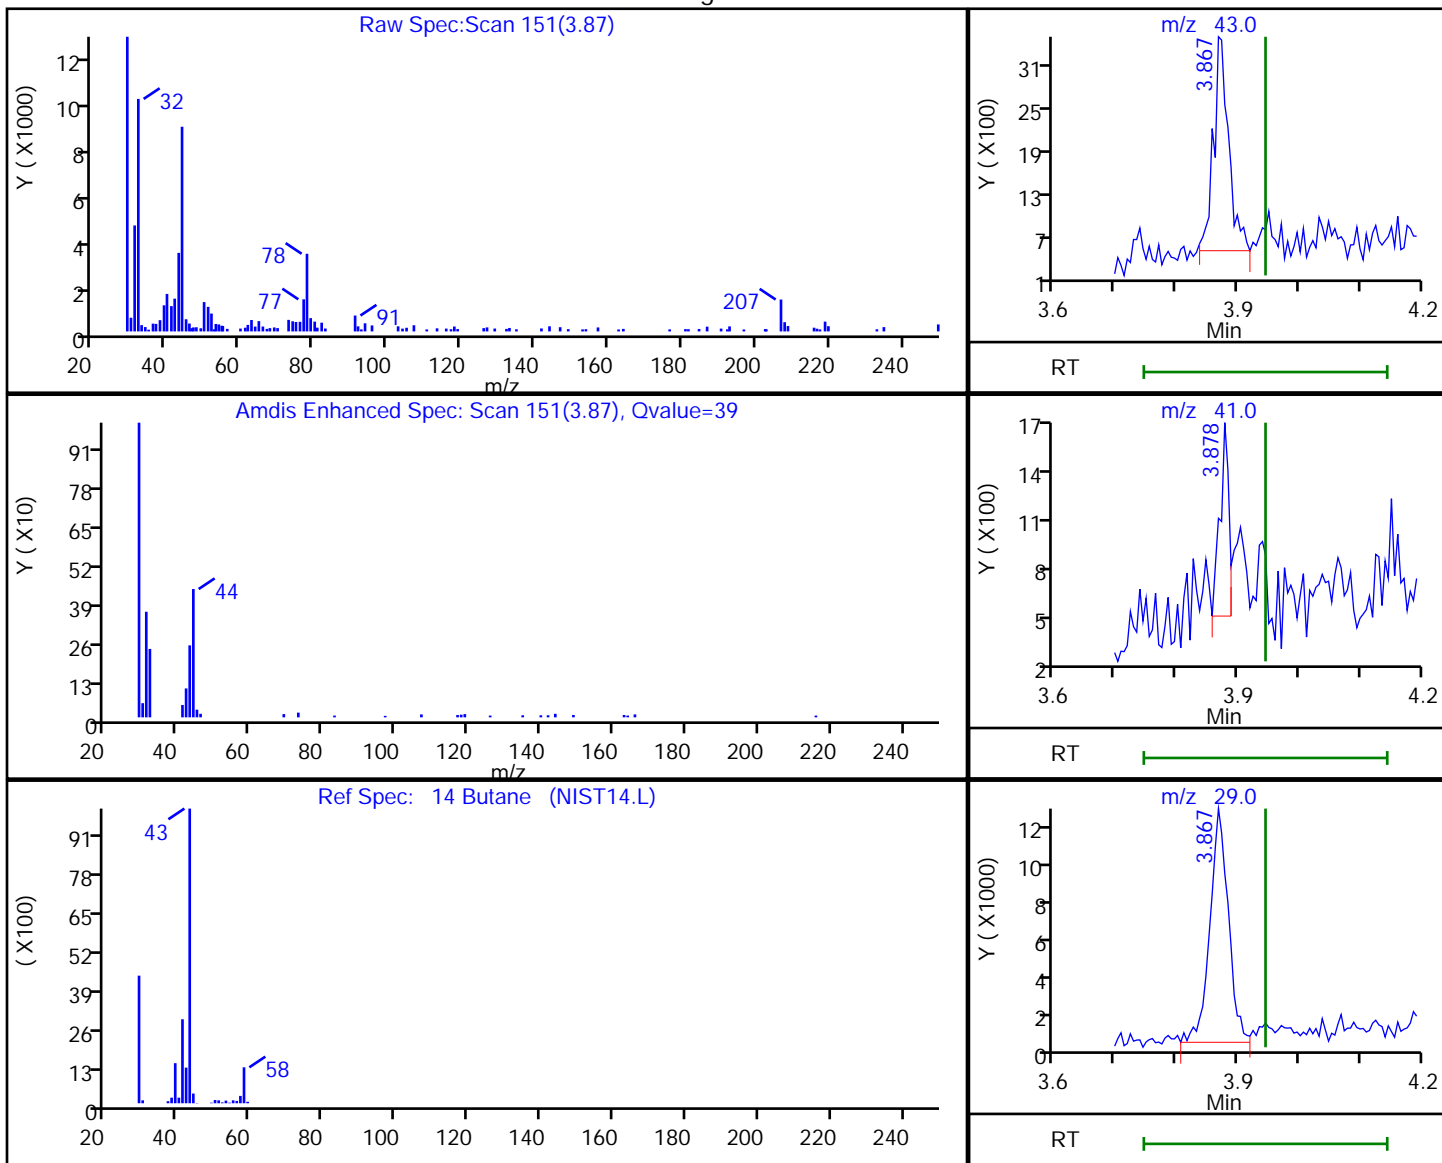 Raw Spec:Scan 151(3.87)
Y ( X1000)
12
10
8
6
4
2
0
32
78
77
91
207
20 40 60 80 100 120 140 160 180 200 220 240
m/z
m/z 43.0
Y ( X100)
31
25
19
13
7
1
3.867
3.6 3.9 4.2
Min
RT
Amdis Enhanced Spec: Scan 151(3.87), Qvalue=39
Y ( X10)
91
78
65
52
39
26
13
0
44
20 40 60 80 100 120 140 160 180 200 220 240
m/z
m/z 41.0
Y ( X100)
17
14
11
8
5
2
3.878
3.6 3.9 4.2
Min
RT
Ref Spec: 14 Butane (NIST14.L)
( X100)
91
78
65
52
39
26
13
0
43
58
20 40 60 80 100 120 140 160 180 200 220 240
m/z 29.0
Y ( X1000)
12
10
8
6
4
2
0
3.867
3.6 3.9 4.2
Min
RT